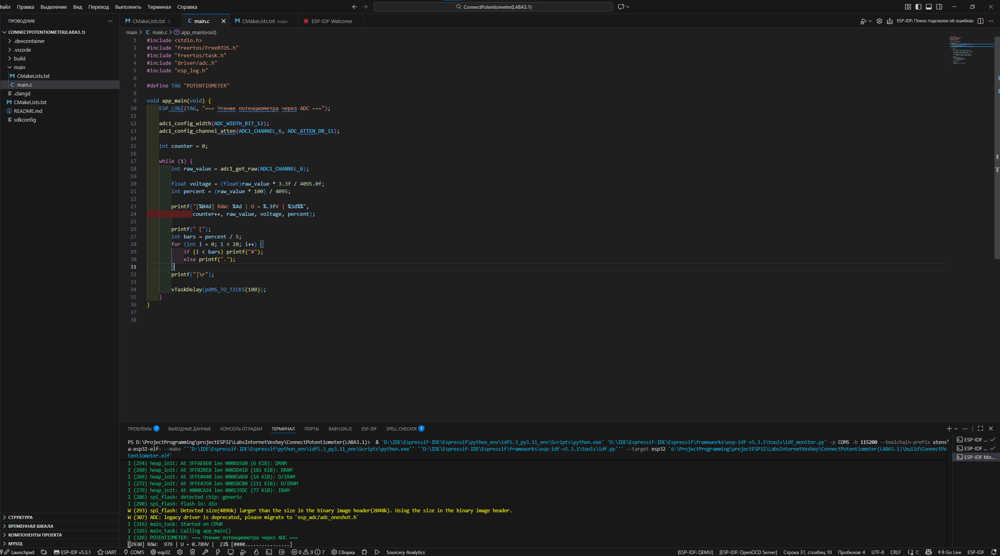 Файл Правка Выделение Вид Переход Выполнить Терминал Справка
ConnectPotentiometer(LABA3.1)
ПРОВОДНИК
CMakeLists.txt .\ main.c CMakeLists.txt main ESP-IDF Welcome
ESP-IDF: Поиск подсказок об ошибках
CONNECTPOTENTIOMETER(LABA3.1)
.devcontainer
.vscode
build
main
CMakeLists.txt
main.c
.clangd
CMakeLists.txt
README.md
sdkconfig
main > main.c > app_main(void)
1 #include <stdio.h>
2 #include "freertos/FreeRTOS.h"
3 #include "freertos/task.h"
4 #include "driver/adc.h"
5 #include "esp_log.h"
6
7 #define TAG "POTENTIOMETER"
8
9 void app_main(void) {
10 ESP_LOGI(TAG, "=== Чтение потенциометра через ADC ===");
11
12 adc1_config_width(ADC_WIDTH_BIT_12);
13 adc1_config_channel_atten(ADC1_CHANNEL_6, ADC_ATTEN_DB_11);
14
15 int counter = 0;
16
17 while (1) {
18 int raw_value = adc1_get_raw(ADC1_CHANNEL_6);
19
20 float voltage = (float)raw_value * 3.3f / 4095.0f;
21 int percent = (raw_value * 100) / 4095;
22
23 printf("[%04d] RAW: %4d | U = %.3fV | %3d%%",
24 counter++, raw_value, voltage, percent);
25
26 printf(" [");
27 int bars = percent / 5;
28 for (int i = 0; i < 20; i++) {
29 if (i < bars) printf("#");
30 else printf(".");
31 }
32 printf("]\r");
33
34 vTaskDelay(pdMS_TO_TICKS(100));
35 }
36 }
37
38
ПРОБЛЕМЫ 7 ВЫХОДНЫЕ ДАННЫЕ КОНСОЛЬ ОТЛАДКИ ТЕРМИНАЛ ПОРТЫ BABYLON.JS ESP-IDF SPELL CHECKER 7
PS D:\ProjectProgramming\projectESP32\LabsInternetVeshey\ConnectPotentiometer(LABA3.1)> & 'D:\IDE\Espressif-IDE\Espressif\python_env\idf5.3_py3.11_env\Scripts\python.exe' 'D:\IDE\Espressif-IDE\Espressif\frameworks\esp-idf-v5.3.1\tools\idf_monitor.py' -p COM5 -b 115200 --toolchain-prefix xtens
a-esp32-elf- --make '''D:\IDE\Espressif-IDE\Espressif\python_env\idf5.3_py3.11_env\Scripts\python.exe'' ''D:\IDE\Espressif-IDE\Espressif\frameworks\esp-idf-v5.3.1\tools\idf.py''' --target esp32 'd:\ProjectProgramming\projectESP32\LabsInternetVeshey\ConnectPotentiometer(LABA3.1)\build\ConnectPo
tentiometer.elf'
I (254) heap_init: At 3FFAE6E0 len 00001920 (6 KiB): DRAM
I (260) heap_init: At 3FFB2BE8 len 0002D418 (181 KiB): DRAM
I (266) heap_init: At 3FFE0440 len 00003AE0 (14 KiB): D/IRAM
I (272) heap_init: At 3FFE4350 len 0001BCB0 (111 KiB): D/IRAM
I (279) heap_init: At 4008CA24 len 000135DC (77 KiB): IRAM
I (286) spi_flash: detected chip: generic
I (290) spi_flash: flash io: dio
W (293) spi_flash: Detected size(4096k) larger than the size in the binary image header(2048k). Using the size in the binary image header.
W (307) ADC: legacy driver is deprecated, please migrate to `esp_adc/adc_oneshot.h`
I (316) main_task: Started on CPU0
I (326) main_task: Calling app_main()
I (326) POTENTIOMETER: === Чтение потенциометра через ADC ===
[2930] RAW:  979 | U = 0.789V |  23% [####................]
ESP-IDF ...
ESP-IDF ...
ESP-IDF Mo...
СТРУКТУРА
ВРЕМЕННАЯ ШКАЛА
КОМПОНЕНТЫ ПРОЕКТА
MYSQL
Launchpad ESP-IDF v5.3.1 UART COM5 esp32 0 0 7 Сборка Sourcery Analytics [ESP-IDF: QEMU] [ESP-IDF: OpenOCD Server] Строка 31, столбец 10 Пробелов: 4 UTF-8 CRLF {} C Go Live ESP-IDF